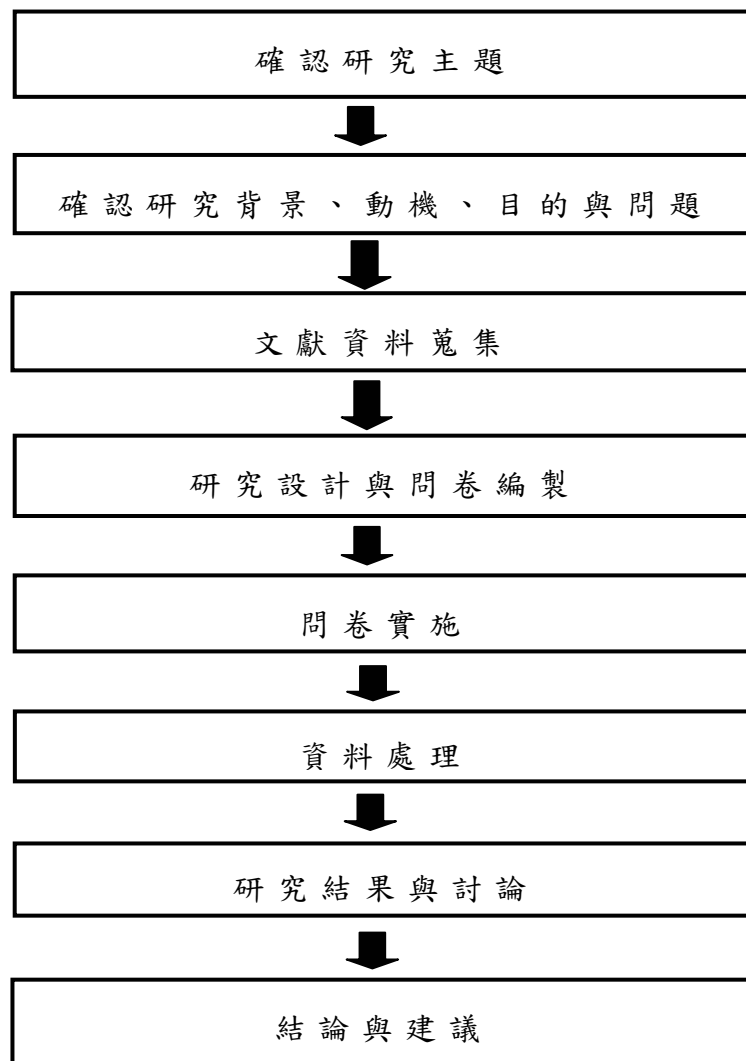 確認研究主題
確認研究背景、動機、目的與問題
文獻資料蒐集
研究設計與問卷編製
問卷實施
資料處理
研究結果與討論
結論與建議